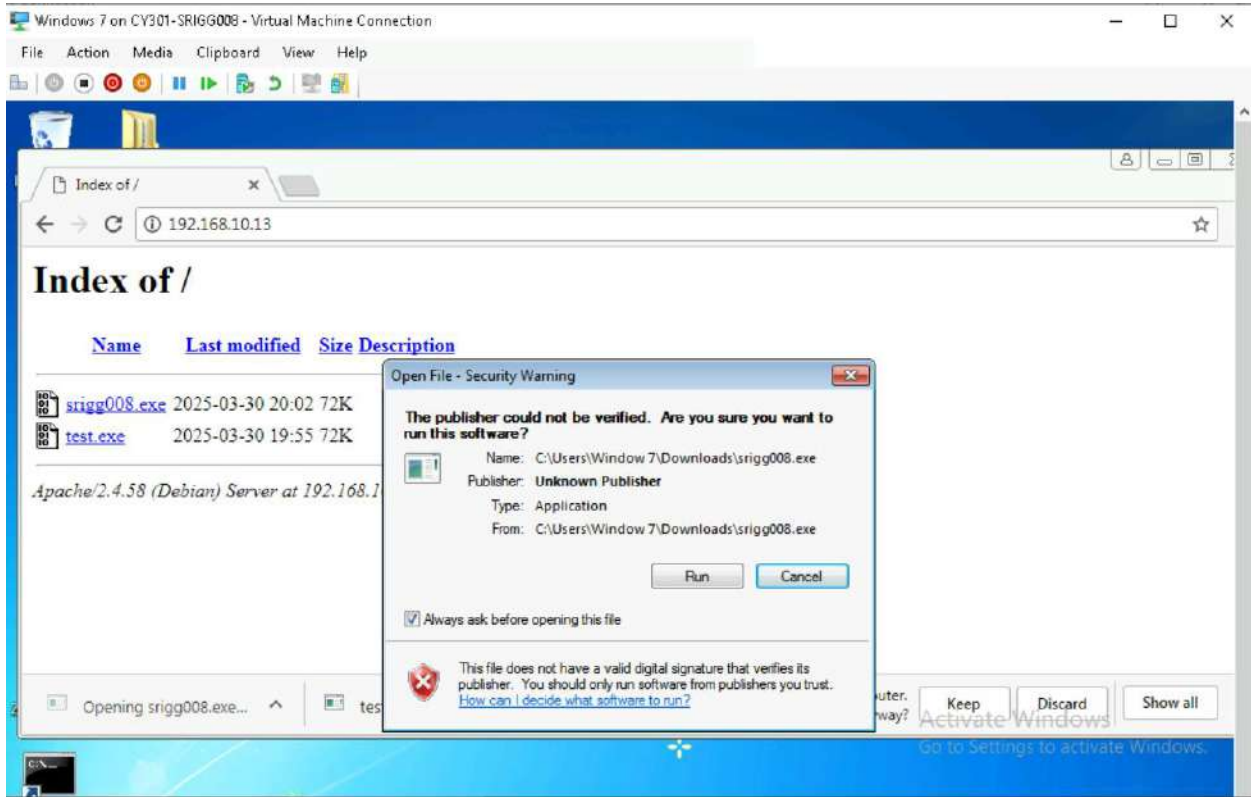 Windows 7 on CY301-SRIGG008 - Virtual Machine Connection
File Action Media Clipboard View Help
Index of /
192.168.10.13
Index of /
Name Last modified Size Description
srigg008.exe 2025-03-30 20:02 72K
test.exe 2025-03-30 19:55 72K
Apache/2.4.58 (Debian) Server at 192.168.1
Open File - Security Warning
The publisher could not be verified. Are you sure you want to
run this software?
Name: C:\Users\Window 7\Downloads\srigg008.exe
Publisher: Unknown Publisher
Type: Application
From: C:\Users\Window 7\Downloads\srigg008.exe
Run Cancel
Always ask before opening this file
This file does not have a valid digital signature that verifies its
publisher. You should only run software from publishers you trust.
How can I decide what software to run?
Opening srigg008.exe...
tes
uter.
way?
Keep Discard Show all
Activate Windows
Go to Settings to activate Windows.
C:\